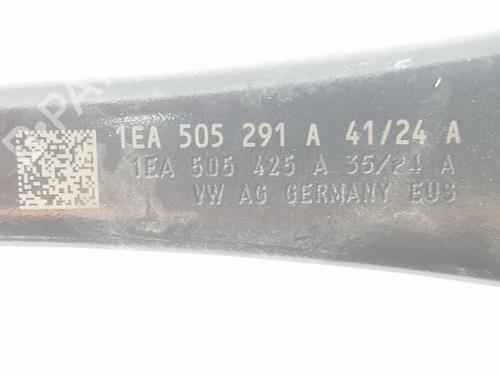 1EA 505 291 A 41/24 A
1EA 505 425 A 35/24 A
VW AG GERMANY EUS